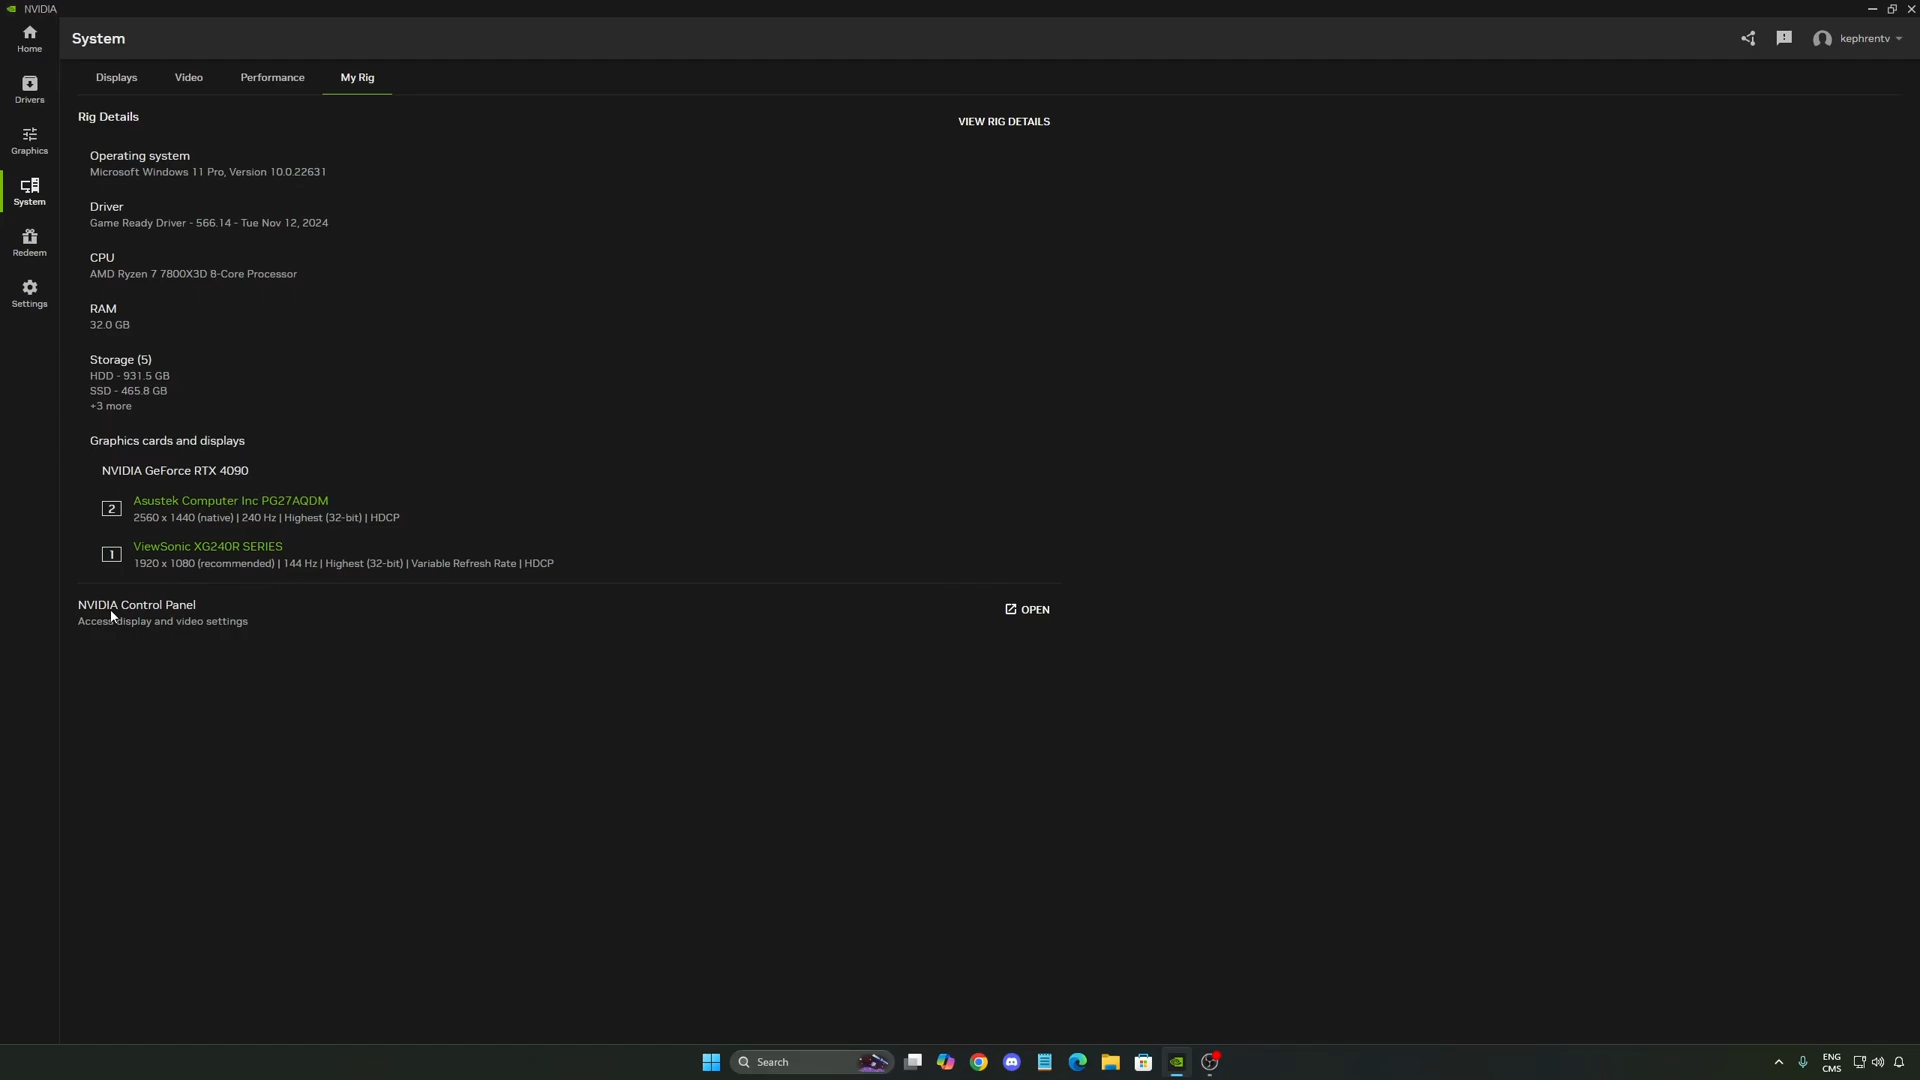 NVIDIA
Home
Drivers
Graphics
System
Redeem
Settings
System
kephrentv
Displays
Video
Performance
My Rig
Rig Details
VIEW RIG DETAILS
Operating system
Microsoft Windows 11 Pro, Version 10.0.22631
Driver
Game Ready Driver - 566.14 - Tue Nov 12, 2024
CPU
AMD Ryzen 7 7800X3D 8-Core Processor
RAM
32.0 GB
Storage (5)
HDD - 931.5 GB
SSD - 465.8 GB
+3 more
Graphics cards and displays
NVIDIA GeForce RTX 4090
2
Asustek Computer Inc PG27AQDM
2560 x 1440 (native) | 240 Hz | Highest (32-bit) | HDCP
1
ViewSonic XG240R SERIES
1920 x 1080 (recommended) | 144 Hz | Highest (32-bit) | Variable Refresh Rate | HDCP
NVIDIA Control Panel
Access display and video settings
OPEN
Search
ENG
CMS